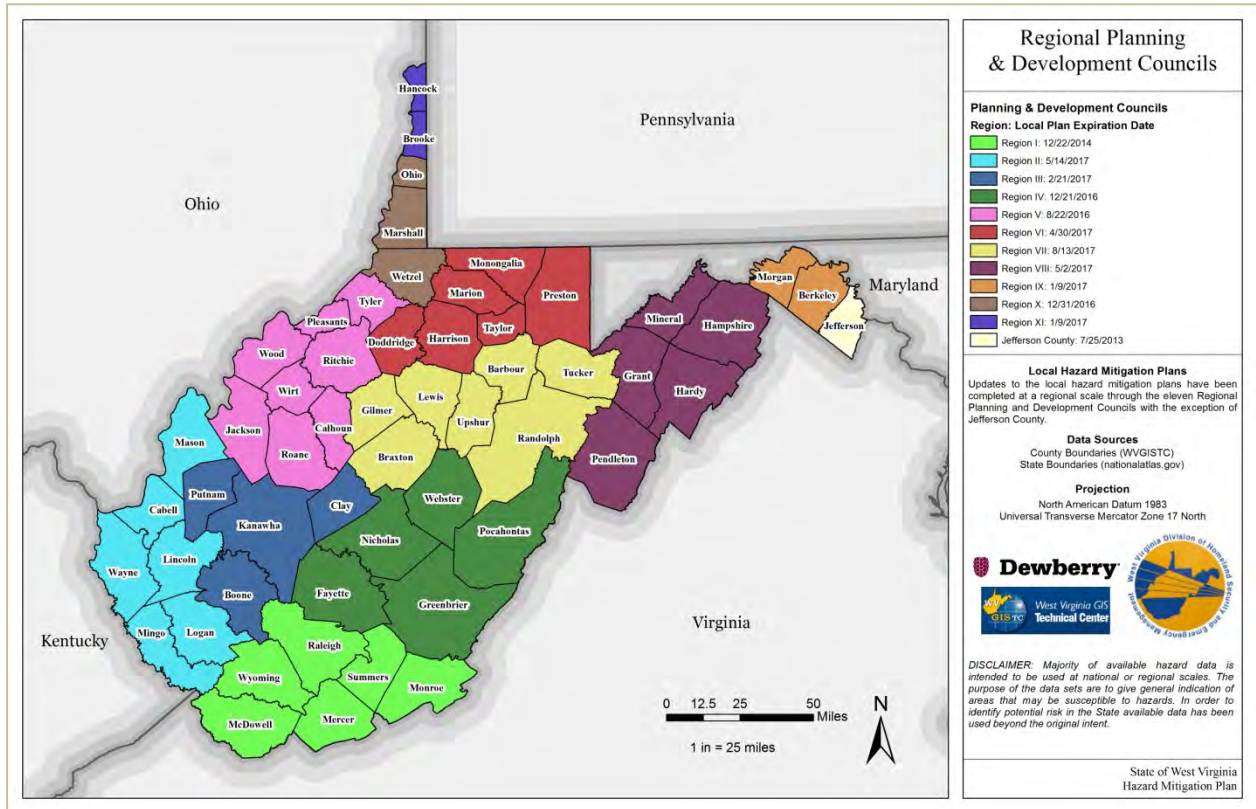 Hancock
Brooke
Pennsylvania
Ohio
Ohio
Marshall
Wetzel
Monongalia
Marion
Preston
Morgan
Berkeley
Maryland
Jefferson
Tyler
Pleasants
Doddridge
Harrison
Taylor
Mineral
Hampshire
Wood
Ritchie
Barbour
Tucker
Grant
Wirt
Lewis
Hardy
Gilmer
Upshur
Jackson
Calhoun
Roane
Randolph
Mason
Braxton
Pendleton
Putnam
Clay
Webster
Cabell
Kanawha
Pocahontas
Nicholas
Lincoln
Wayne
Boone
Fayette
Greenbrier
Kentucky
Mingo
Logan
Virginia
Raleigh
Wyoming
Summers
Monroe
McDowell
Mercer
0 12.5 25 50
Miles
1 in = 25 miles
N
Regional Planning
& Development Councils
Planning & Development Councils
Region: Local Plan Expiration Date
Region I: 12/22/2014
Region II: 5/14/2017
Region III: 2/21/2017
Region IV: 12/21/2016
Region V: 8/22/2016
Region VI: 4/30/2017
Region VII: 8/13/2017
Region VIII: 5/2/2017
Region IX: 1/9/2017
Region X: 12/31/2016
Region XI: 1/9/2017
Jefferson County: 7/25/2013
Local Hazard Mitigation Plans
Updates to the local hazard mitigation plans have been
completed at a regional scale through the eleven Regional
Planning and Development Councils with the exception of
Jefferson County.
Data Sources
County Boundaries (WVGISTC)
State Boundaries (nationalatlas.gov)
Projection
North American Datum 1983
Universal Transverse Mercator Zone 17 North
Dewberry
WV
GISTC
West Virginia GIS
Technical Center
West Virginia Division of Homeland Security and Emergency Management
DISCLAIMER: Majority of available hazard data is
intended to be used at national or regional scales. The
purpose of the data sets are to give general indication of
areas that may be susceptible to hazards. In order to
identify potential risk in the State available data has been
used beyond the original intent.
State of West Virginia
Hazard Mitigation Plan